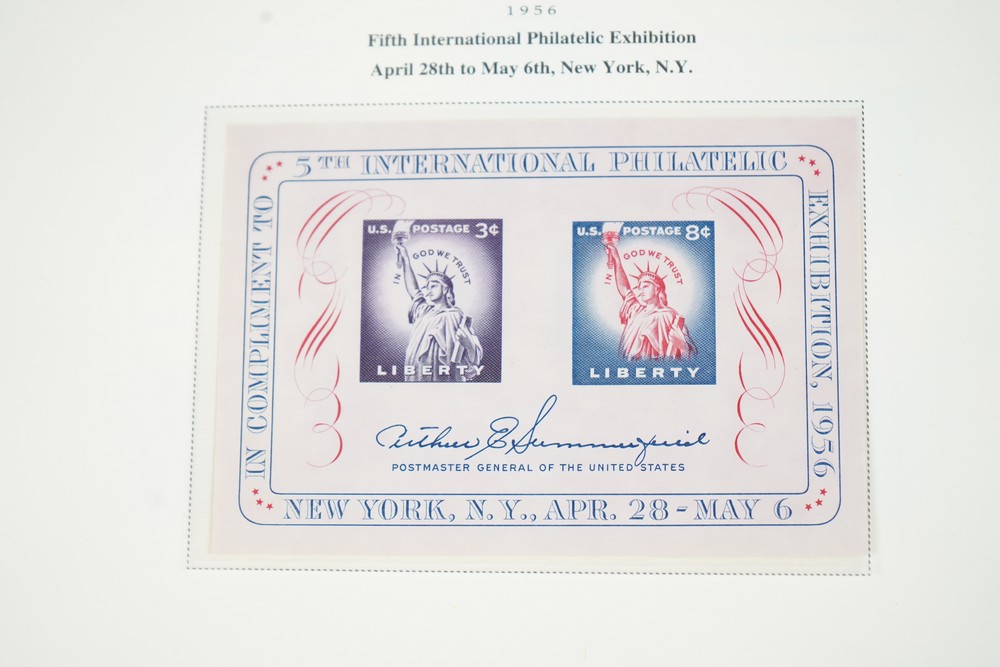 1956
Fifth International Philatelic Exhibition
April 28th to May 6th, New York, N.Y.
IN COMPLIMENT TO
5TH INTERNATIONAL PHILATELIC
EXHIBITION, 1956
U.S. POSTAGE 3¢
IN GOD WE TRUST
LIBERTY
U.S. POSTAGE 8¢
IN GOD WE TRUST
LIBERTY
Arthur E Summerfield
POSTMASTER GENERAL OF THE UNITED STATES
NEW YORK, N.Y., APR. 28-MAY 6